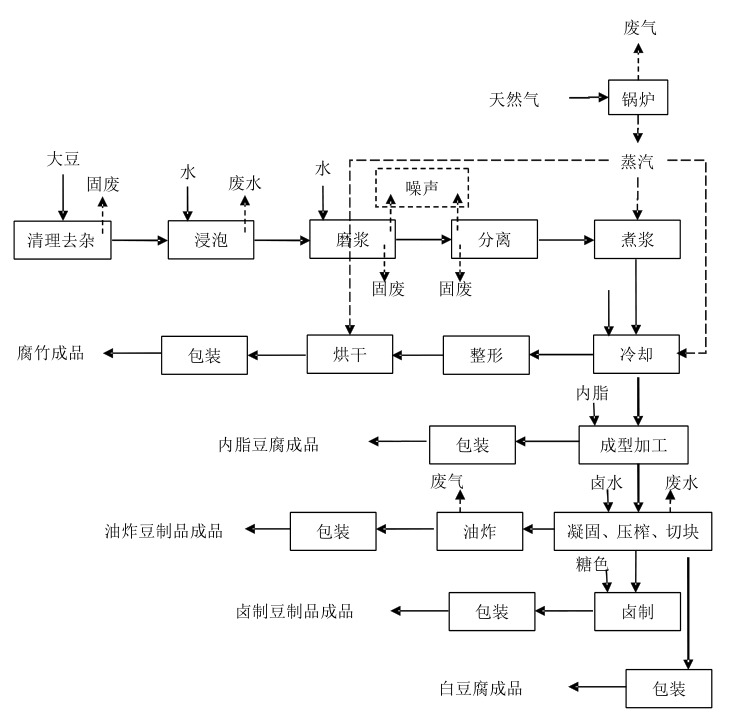 废气
天然气
锅炉
大豆
蒸汽
固废
水
废水
水
噪声
清理去杂
浸泡
磨浆
分离
煮浆
固废
固废
腐竹成品
包装
烘干
整形
冷却
内脂
内脂豆腐成品
包装
成型加工
废气
卤水
废水
油炸豆制品成品
包装
油炸
凝固、压榨、切块
糖色
卤制豆制品成品
包装
卤制
白豆腐成品
包装